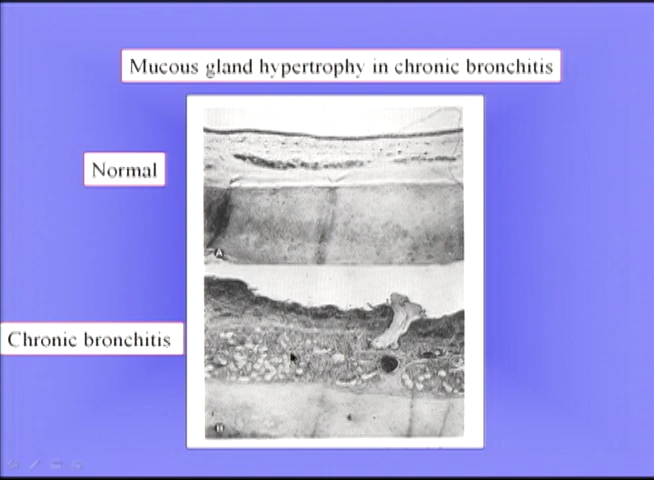 Mucous gland hypertrophy in chronic bronchitis
Normal
A
Chronic bronchitis
B